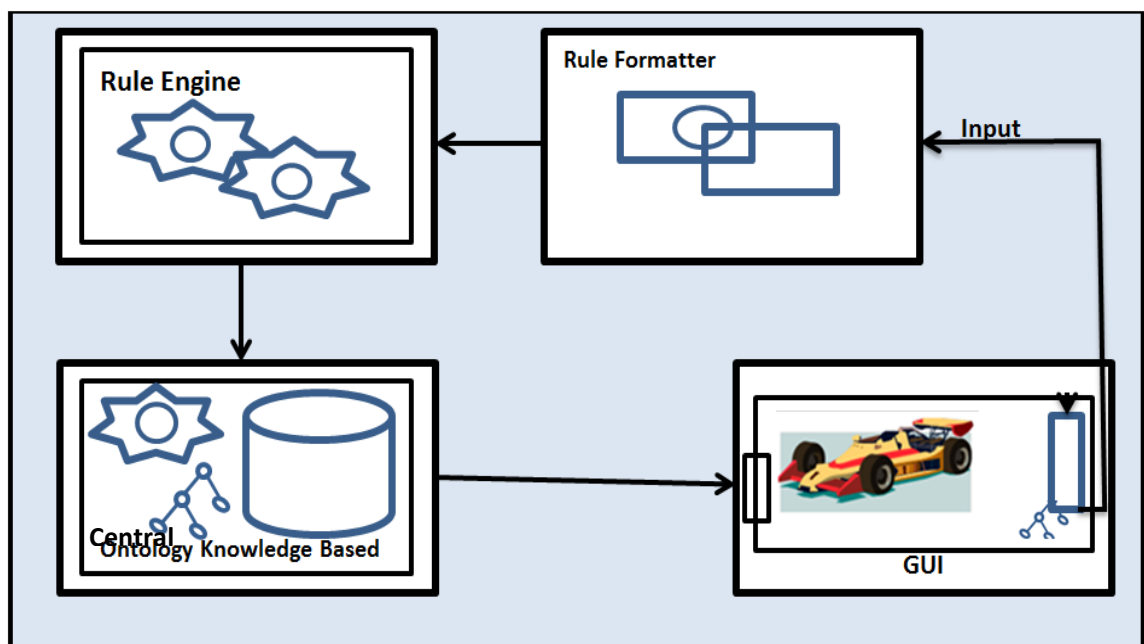 Rule Engine
Rule Formatter
Input
Central
Ontology Knowledge Based
GUI